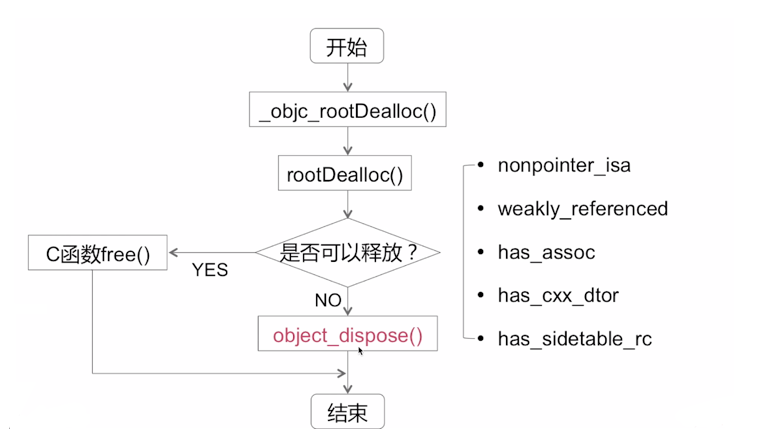 开始
_objc_rootDealloc()
rootDealloc()
是否可以释放？
YES
C函数free()
NO
object_dispose()
结束
• nonpointer_isa
• weakly_referenced
• has_assoc
• has_cxx_dtor
• has_sidetable_rc